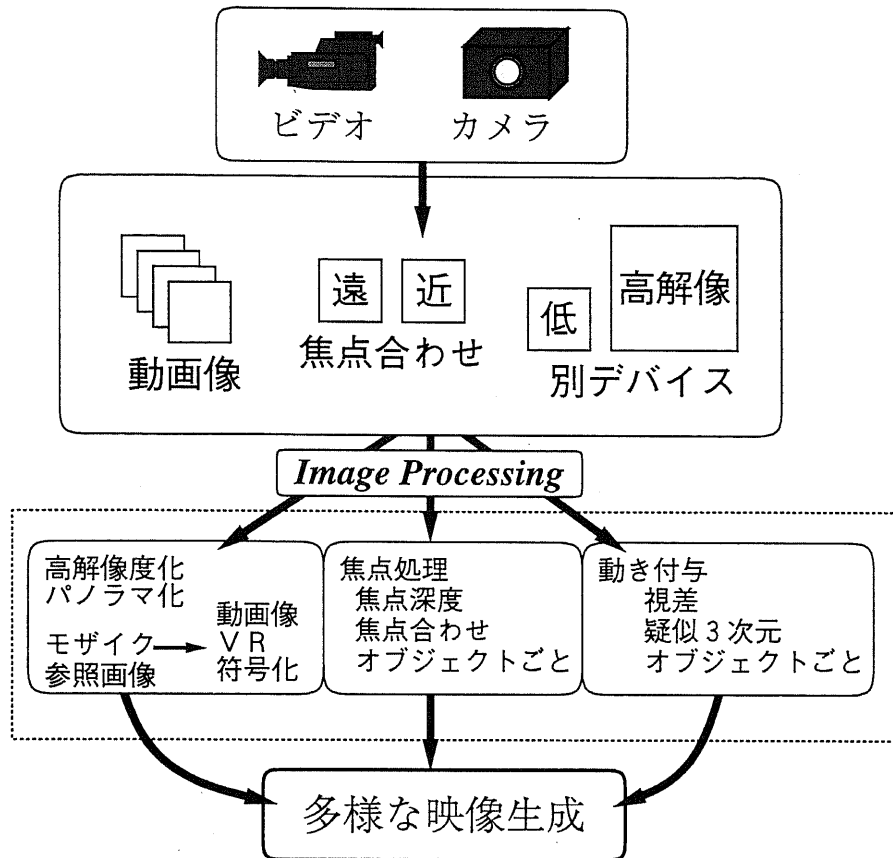 ビデオ
カメラ
動画像
遠
近
焦点合わせ
低
高解像
別デバイス
Image Processing
高解像度化
パノラマ化
モザイク
参照画像
動画像
ＶＲ
符号化
焦点処理
焦点深度
焦点合わせ
オブジェクトごと
動き付与
視差
疑似３次元
オブジェクトごと
多様な映像生成